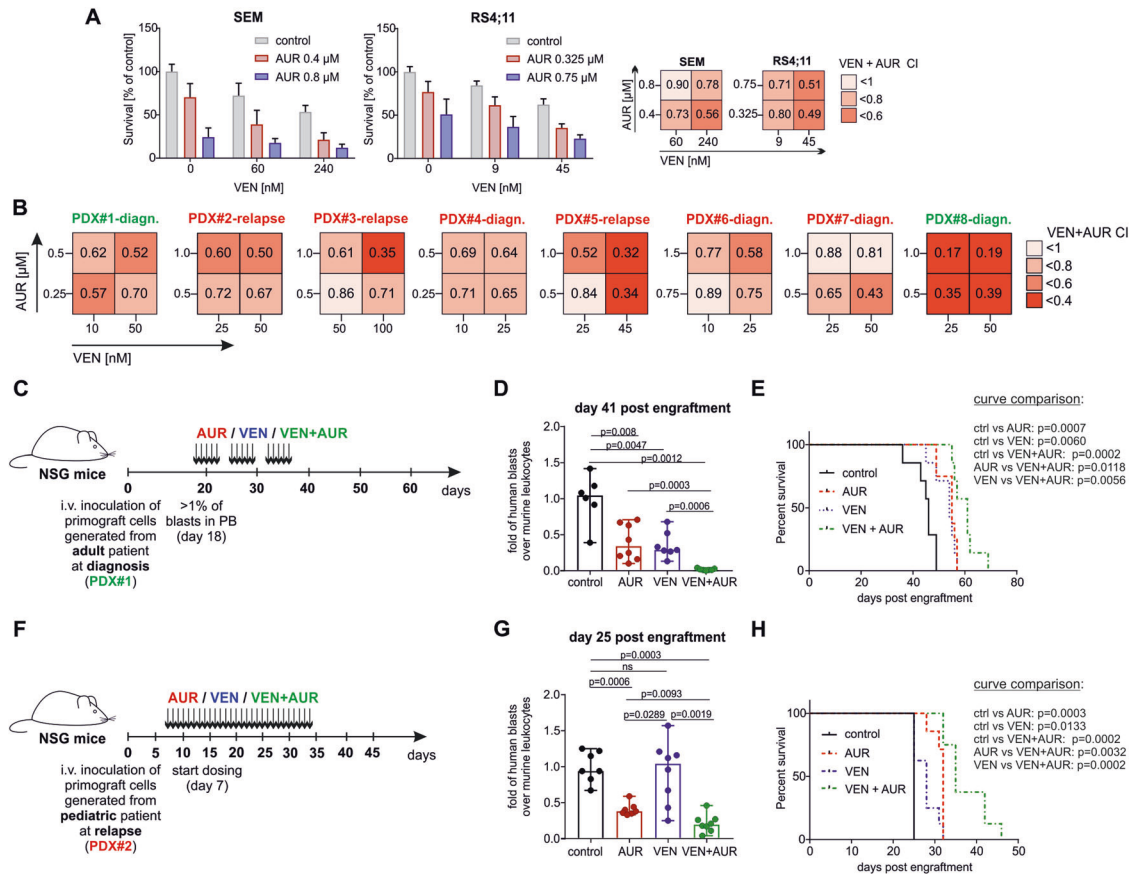 A
SEM
Survival [% of control]
150
100
50
0
control
AUR 0.4 µM
AUR 0.8 µM
0
60
240
VEN [nM]
RS4;11
Survival [% of control]
150
100
50
0
control
AUR 0.325 µM
AUR 0.75 µM
0
9
45
VEN [nM]
AUR [µM]
SEM
0.8
0.90 0.78
0.4
0.73 0.56
60 240
VEN [nM]
RS4;11
0.75
0.71 0.51
0.325
0.80 0.49
9 45
VEN + AUR CI
<1
<0.8
<0.6
B
AUR [µM]
VEN [nM]
PDX#1-diagn.
0.5
0.62 0.52
0.25
0.57 0.70
10 50
PDX#2-relapse
1.0
0.60 0.50
0.5
0.72 0.67
25 50
PDX#3-relapse
1.0
0.61 0.35
0.5
0.86 0.71
50 100
PDX#4-diagn.
0.5
0.69 0.64
0.25
0.71 0.65
10 25
PDX#5-relapse
1.0
0.52 0.32
0.5
0.84 0.34
25 45
PDX#6-diagn.
1.5
0.77 0.58
0.75
0.89 0.75
10 25
PDX#7-diagn.
1.0
0.88 0.81
0.5
0.65 0.43
25 50
PDX#8-diagn.
1.0
0.17 0.19
0.5
0.35 0.39
25 50
VEN+AUR CI
<1
<0.8
<0.6
<0.4
C
NSG mice
AUR / VEN / VEN+AUR
0 20 30 40 50 60
days
i.v. inoculation of
primograft cells
generated from
adult patient
at diagnosis
(PDX#1)
>1% of
blasts in PB
(day 18)
D
day 41 post engraftment
fold of human blasts
over murine leukocytes
p=0.008
p=0.0047
p=0.0012
p=0.0003
p=0.0006
2.0
1.5
1.0
0.5
0.0
control AUR VEN VEN+AUR
E
Percent survival
100
50
0
control
AUR
VEN
VEN + AUR
0 20 40 60 80
days post engraftment
curve comparison:
ctrl vs AUR: p=0.0007
ctrl vs VEN: p=0.0060
ctrl vs VEN+AUR: p=0.0002
AUR vs VEN+AUR: p=0.0118
VEN vs VEN+AUR: p=0.0056
F
NSG mice
AUR / VEN / VEN+AUR
0 5 10 15 20 25 30 35 45
days
i.v. inoculation of
primograft cells
generated from
pediatric patient
at relapse
(PDX#2)
start dosing
(day 7)
G
day 25 post engraftment
fold of human blasts
over murine leukocytes
p=0.0003
ns
p=0.0006
p=0.0093
p=0.0289
p=0.0019
2.0
1.5
1.0
0.5
0.0
control AUR VEN VEN+AUR
H
Percent survival
100
50
0
control
AUR
VEN
VEN + AUR
0 10 20 30 40 50
days post engraftment
curve comparison:
ctrl vs AUR: p=0.0003
ctrl vs VEN: p=0.0133
ctrl vs VEN+AUR: p=0.0002
AUR vs VEN+AUR: p=0.0032
VEN vs VEN+AUR: p=0.0002